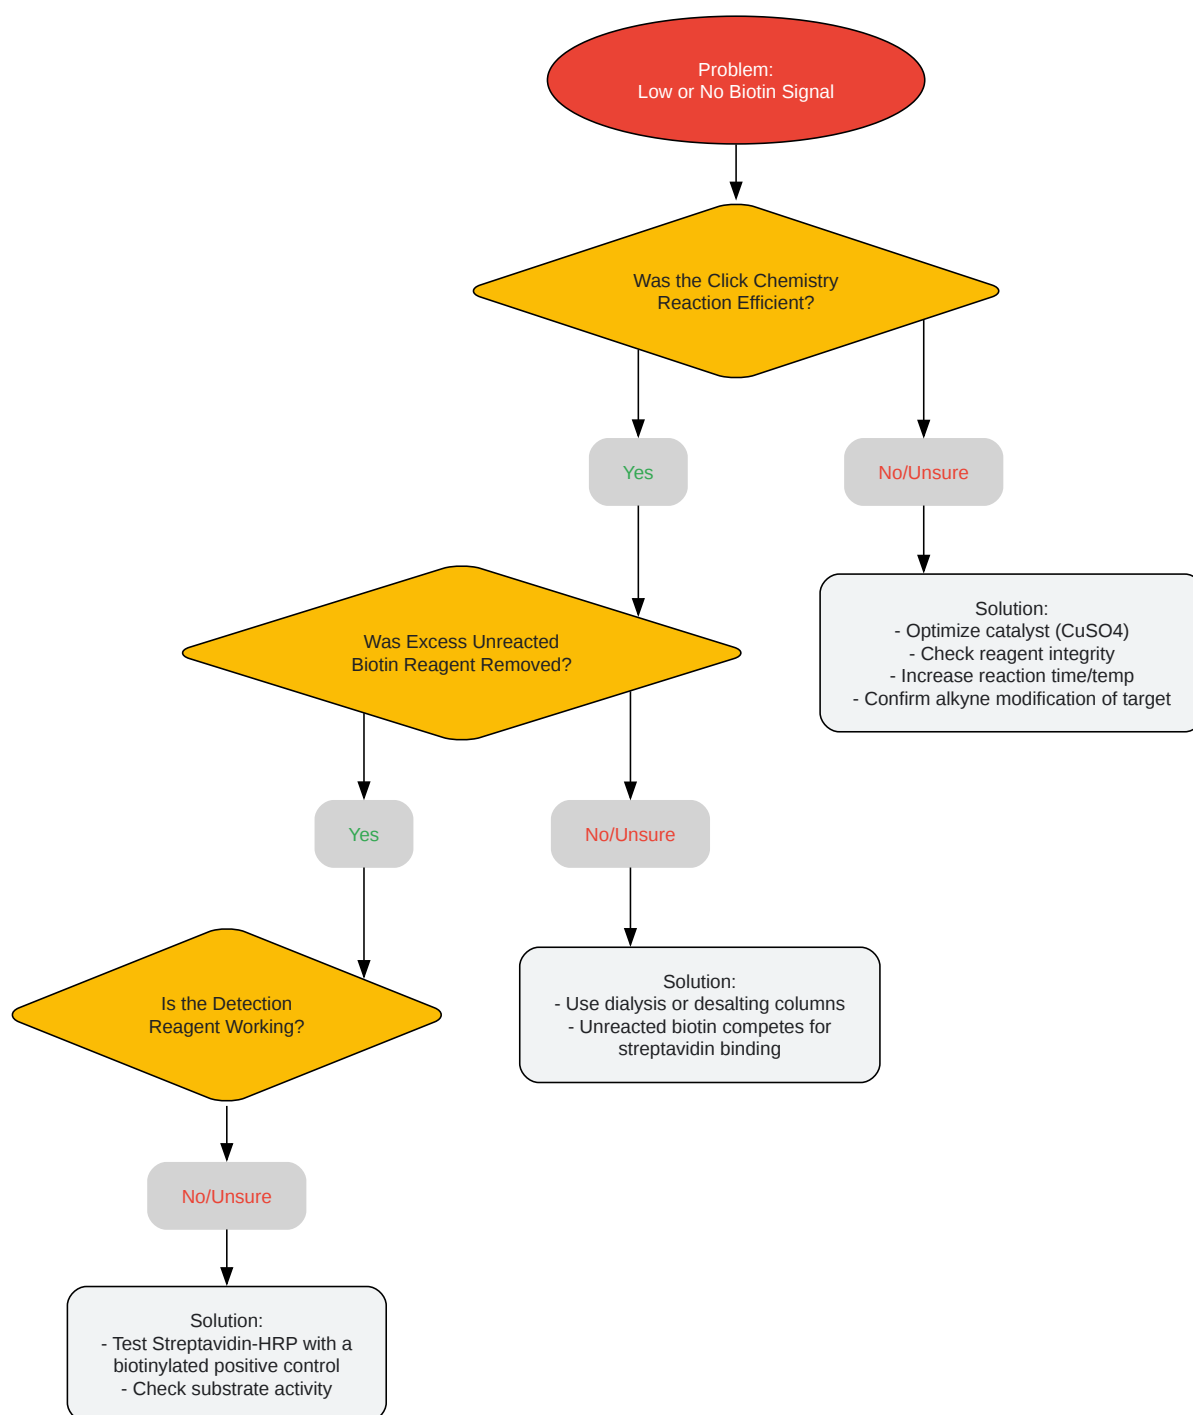 Problem:
Low or No Biotin Signal
Was the Click Chemistry
Reaction Efficient?
Yes
No/Unsure
Solution:
- Optimize catalyst (CuSO4)
- Check reagent integrity
- Increase reaction time/temp
- Confirm alkyne modification of target
Was Excess Unreacted
Biotin Reagent Removed?
Yes
No/Unsure
Solution:
- Use dialysis or desalting columns
- Unreacted biotin competes for
streptavidin binding
Is the Detection
Reagent Working?
No/Unsure
Solution:
- Test Streptavidin-HRP with a
biotinylated positive control
- Check substrate activity